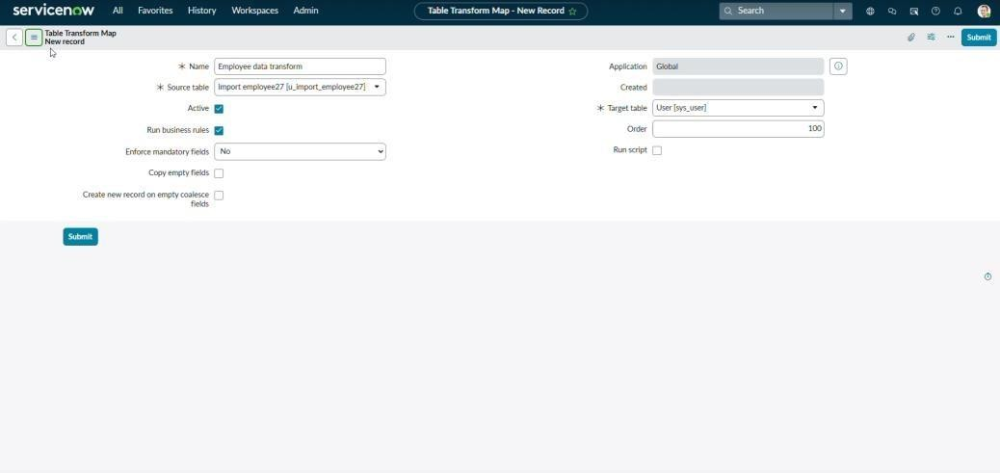 servicenow All Favorites History Workspaces Admin Table Transform Map - New Record Search
Table Transform Map
New record
Submit
Name Employee data transform
Source table Import employee27 [u_import_employee27]
Active
Run business rules
Enforce mandatory fields No
Copy empty fields
Create new record on empty coalesce
fields
Application Global
Created
Target table User [sys_user]
Order 100
Run script
Submit